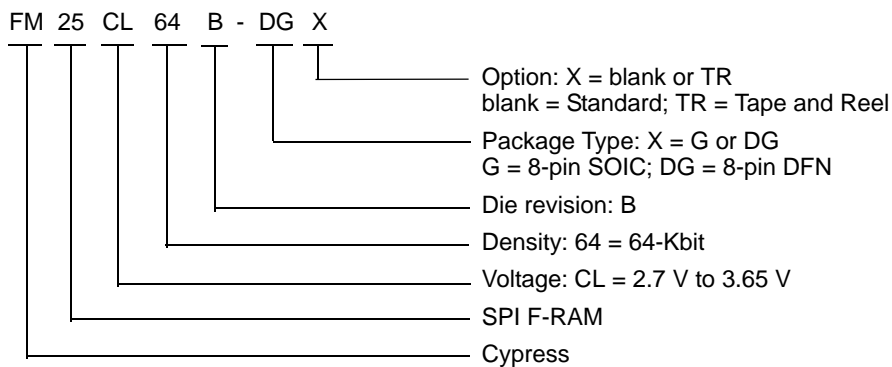 FM 25 CL 64 B - DG X
Option: X = blank or TR
blank = Standard; TR = Tape and Reel
Package Type: X = G or DG
G = 8-pin SOIC; DG = 8-pin DFN
Die revision: B
Density: 64 = 64-Kbit
Voltage: CL = 2.7 V to 3.65 V
SPI F-RAM
Cypress